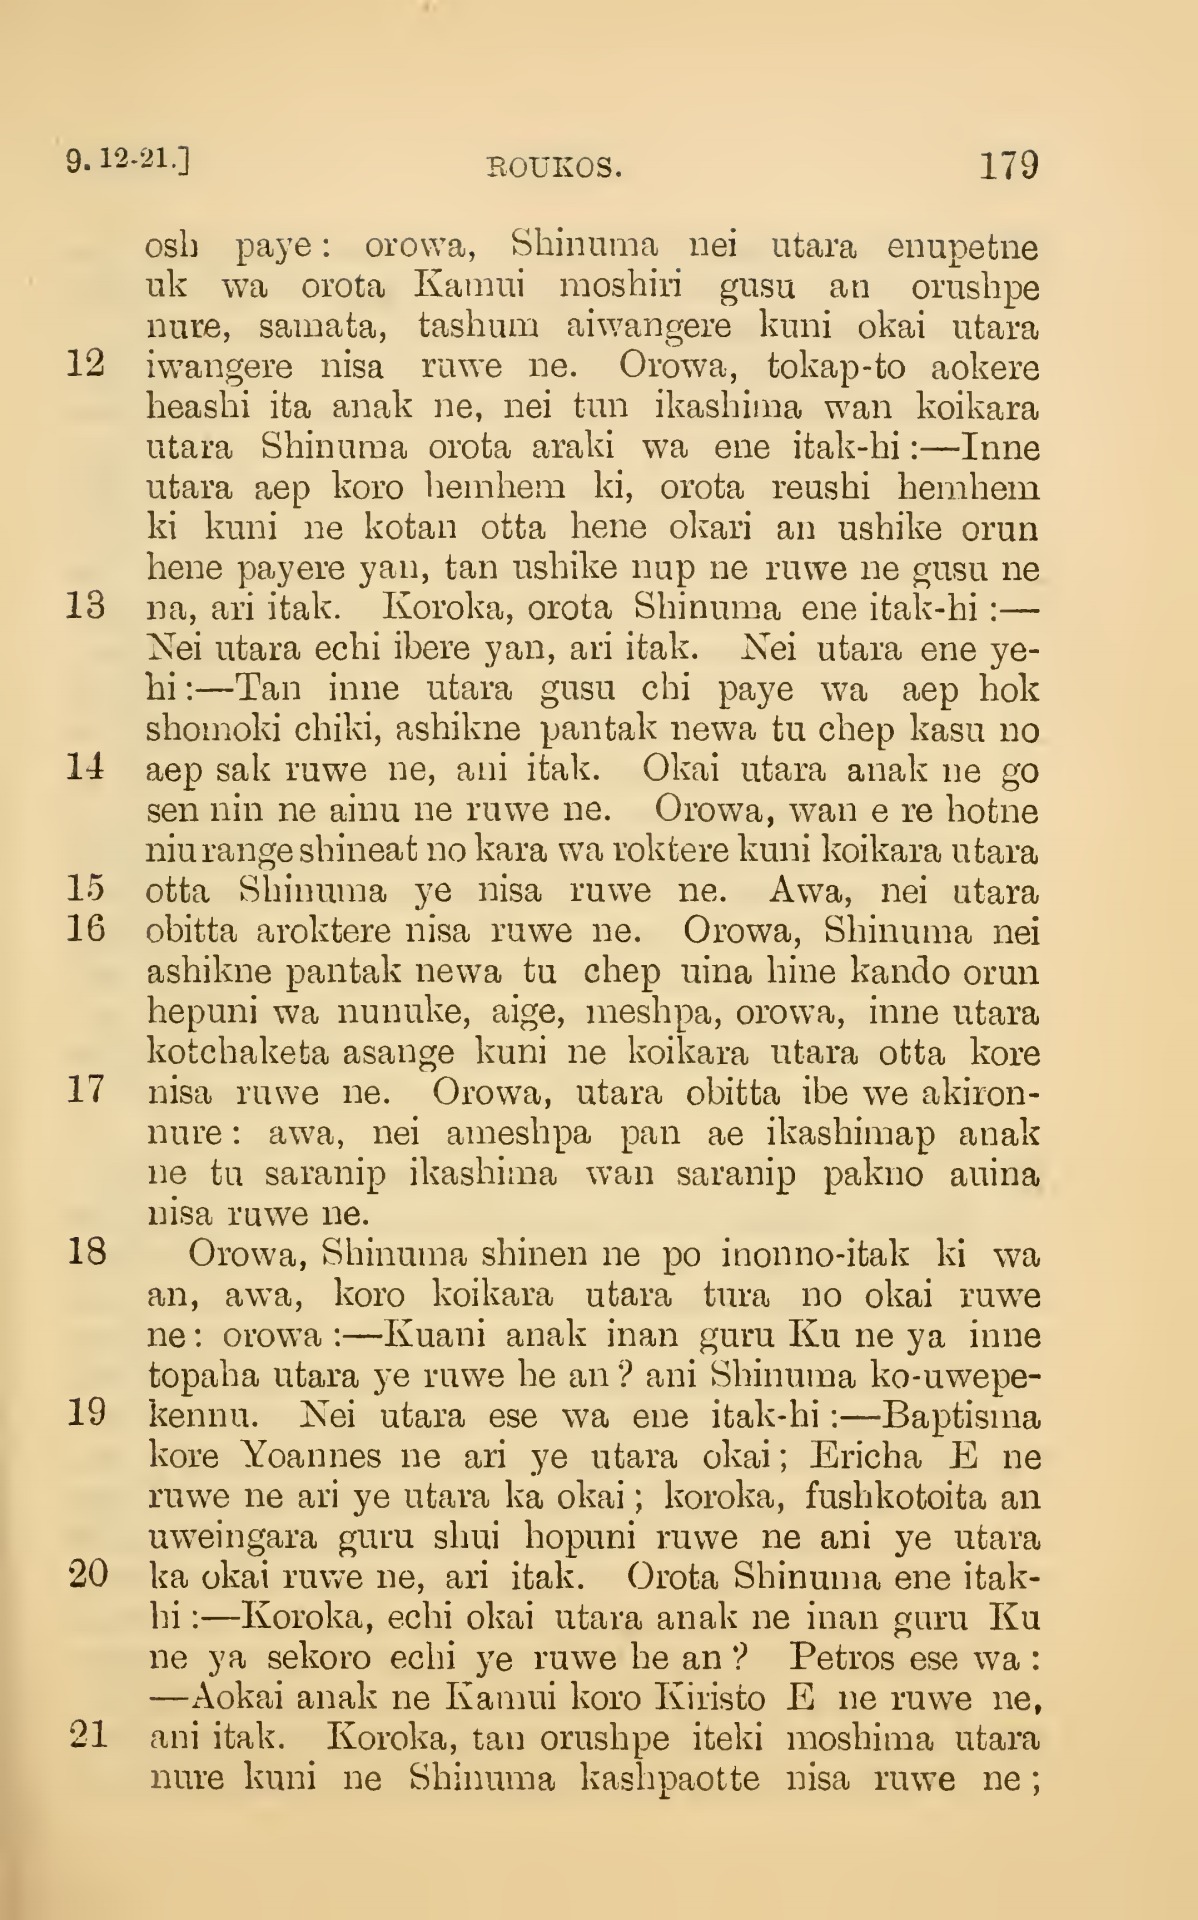 9. 12-21.] ROUKOS. 179
osh paye : orowa, Shinuma nei utara enupetne
uk wa orota Kamui moshiri gusu an orushpe
nure, samata, tashum aiwangere kuni okai utara
12 iwangere nisa ruwe ne. Orowa, tokap-to aokere
heashi ita anak ne, nei tun ikashima wan koikara
utara Shinuma orota araki wa ene itak-hi :—Inne
utara aep koro hemhem ki, orota reushi hemhem
ki kuni ne kotan otta hene okari an ushike orun
hene payere yan, tan ushike nup ne ruwe ne gusu ne
13 na, ari itak. Koroka, orota Shinuma ene itak-hi :—
Nei utara echi ibere yan, ari itak. Nei utara ene ye-
hi :—Tan inne utara gusu chi paye wa aep hok
shomoki chiki, ashikne pantak newa tu chep kasu no
14 aep sak ruwe ne, ani itak. Okai utara anak ne go
sen nin ne ainu ne ruwe ne. Orowa, wan e re hotne
niu range shineat no kara wa roktere kuni koikara utara
15 otta Shinuma ye nisa ruwe ne. Awa, nei utara
16 obitta aroktere nisa ruwe ne. Orowa, Shinuma nei
ashikne pantak newa tu chep uina hine kando orun
hepuni wa nunuke, aige, meshpa, orowa, inne utara
kotchaketa asange kuni ne koikara utara otta kore
17 nisa ruwe ne. Orowa, utara obitta ibe we akiron-
nure : awa, nei ameshpa pan ae ikashimap anak
ne tu saranip ikashima wan saranip pakno auina
nisa ruwe ne.
18 Orowa, Shinuma shinen ne po inonno-itak ki wa
an, awa, koro koikara utara tura no okai ruwe
ne : orowa :—Kuani anak inan guru Ku ne ya inne
topaha utara ye ruwe he an ? ani Shinuma ko-uwepe-
19 kennu. Nei utara ese wa ene itak-hi :—Baptisma
kore Yoannes ne ari ye utara okai ; Ericha E ne
ruwe ne ari ye utara ka okai ; koroka, fushkotoita an
uweingara guru shui hopuni ruwe ne ani ye utara
20 ka okai ruwe ne, ari itak. Orota Shinuma ene itak-
hi :—Koroka, echi okai utara anak ne inan guru Ku
ne ya sekoro echi ye ruwe he an ? Petros ese wa :
—Aokai anak ne Kamui koro Kiristo E ne ruwe ne,
21 ani itak. Koroka, tan orushpe iteki moshima utara
nure kuni ne Shinuma kashpaotte nisa ruwe ne ;